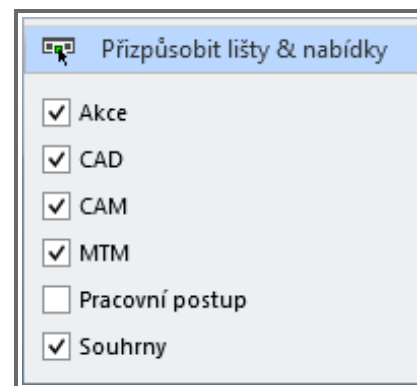 Přizpůsobit lišty & nabídky
Akce
CAD
CAM
MTM
Pracovní postup
Souhrny